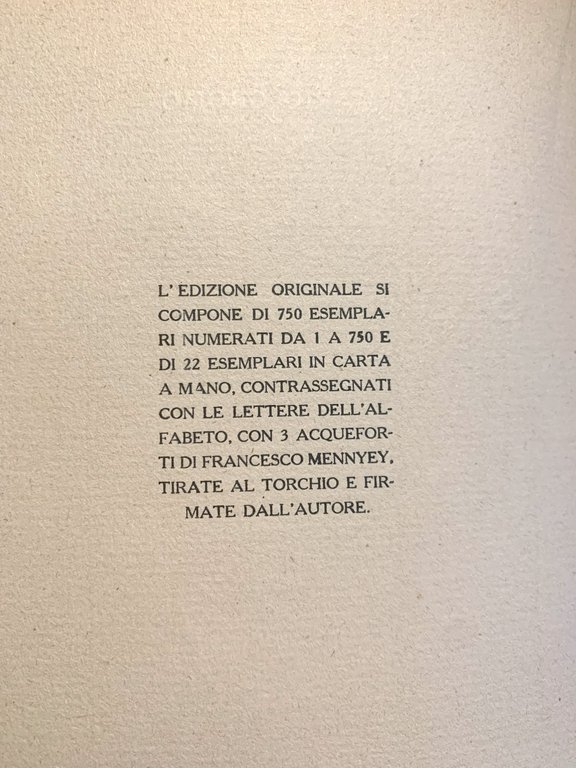 L'EDIZIONE ORIGINALE SI
COMPONE DI 750 ESEMPLA-
RI NUMERATI DA 1 A 750 E
DI 22 ESEMPLARI IN CARTA
A MANO, CONTRASSEGNATI
CON LE LETTERE DELL'AL-
FABETO, CON 3 ACQUEFOR-
TI DI FRANCESCO MENNYEY,
TIRATE AL TORCHIO E FIR-
MATE DALL'AUTORE.